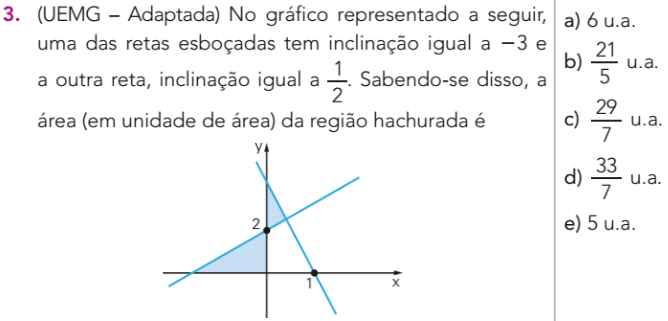 3. (UEMG – Adaptada) No gráfico representado a seguir,
uma das retas esboçadas tem inclinação igual a −3 e
a outra reta, inclinação igual a 1/2. Sabendo-se disso, a
área (em unidade de área) da região hachurada é
y
2
1
x
a) 6 u.a.
b) 21/5 u.a.
c) 29/7 u.a.
d) 33/7 u.a.
e) 5 u.a.